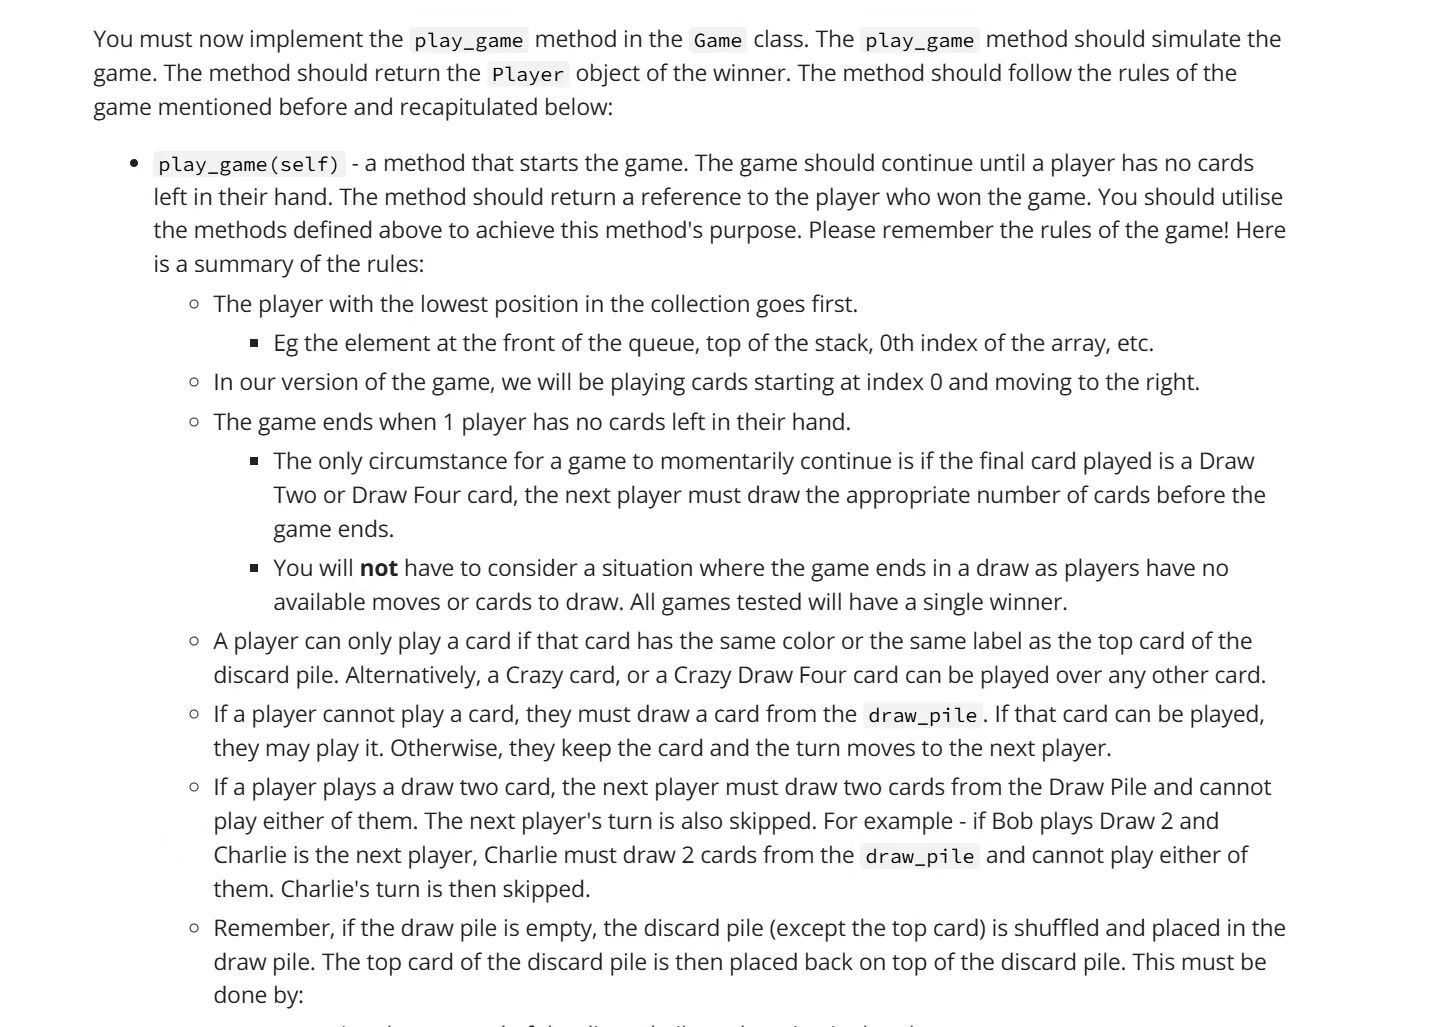 You must now implement the play_game method in the Game class. The play_game method should simulate the
game. The method should return the Player object of the winner. The method should follow the rules of the
game mentioned before and recapitulated below:
• play_game(self) - a method that starts the game. The game should continue until a player has no cards
left in their hand. The method should return a reference to the player who won the game. You should utilise
the methods defined above to achieve this method's purpose. Please remember the rules of the game! Here
is a summary of the rules:
○ The player with the lowest position in the collection goes first.
▪ Eg the element at the front of the queue, top of the stack, 0th index of the array, etc.
○ In our version of the game, we will be playing cards starting at index 0 and moving to the right.
○ The game ends when 1 player has no cards left in their hand.
▪ The only circumstance for a game to momentarily continue is if the final card played is a Draw
Two or Draw Four card, the next player must draw the appropriate number of cards before the
game ends.
▪ You will not have to consider a situation where the game ends in a draw as players have no
available moves or cards to draw. All games tested will have a single winner.
○ A player can only play a card if that card has the same color or the same label as the top card of the
discard pile. Alternatively, a Crazy card, or a Crazy Draw Four card can be played over any other card.
○ If a player cannot play a card, they must draw a card from the draw_pile. If that card can be played,
they may play it. Otherwise, they keep the card and the turn moves to the next player.
○ If a player plays a draw two card, the next player must draw two cards from the Draw Pile and cannot
play either of them. The next player's turn is also skipped. For example - if Bob plays Draw 2 and
Charlie is the next player, Charlie must draw 2 cards from the draw_pile and cannot play either of
them. Charlie's turn is then skipped.
○ Remember, if the draw pile is empty, the discard pile (except the top card) is shuffled and placed in the
draw pile. The top card of the discard pile is then placed back on top of the discard pile. This must be
done by: